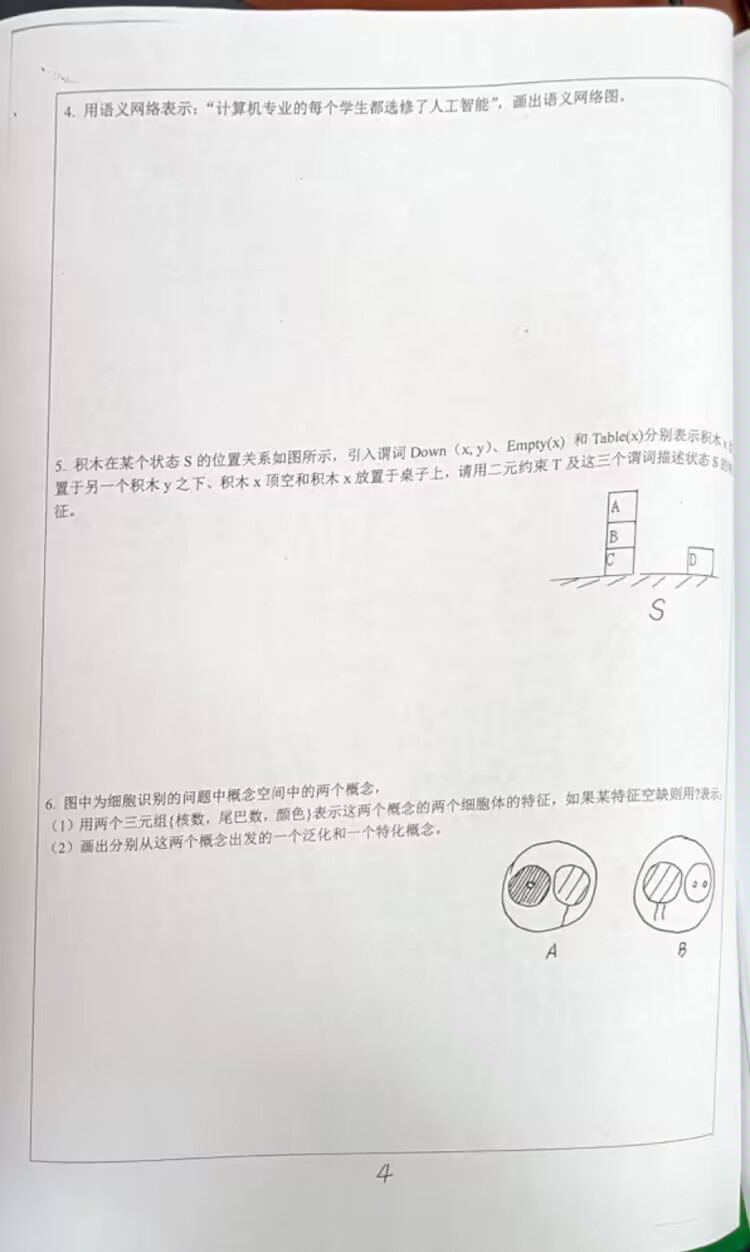 4. 用语义网络表示:“计算机专业的每个学生都选修了人工智能”,画出语义网络图。
5. 积木在某个状态 S 的位置关系如图所示,引入谓词 Down(x, y)、Empty(x) 和 Table(x)分别表示积木 x
置于另一个积木 y 之下、积木 x 顶空和积木 x 放置于桌子上,请用二元约束 T 及这三个谓词描述状态 S 的
征。
A
B
C
D
S
6. 图中为细胞识别的问题中概念空间中的两个概念,
(1)用两个三元组{核数,尾巴数,颜色}表示这两个概念的两个细胞体的特征,如果某特征空缺则用?表示;
(2)画出分别从这两个概念出发的一个泛化和一个特化概念。
A
B
4